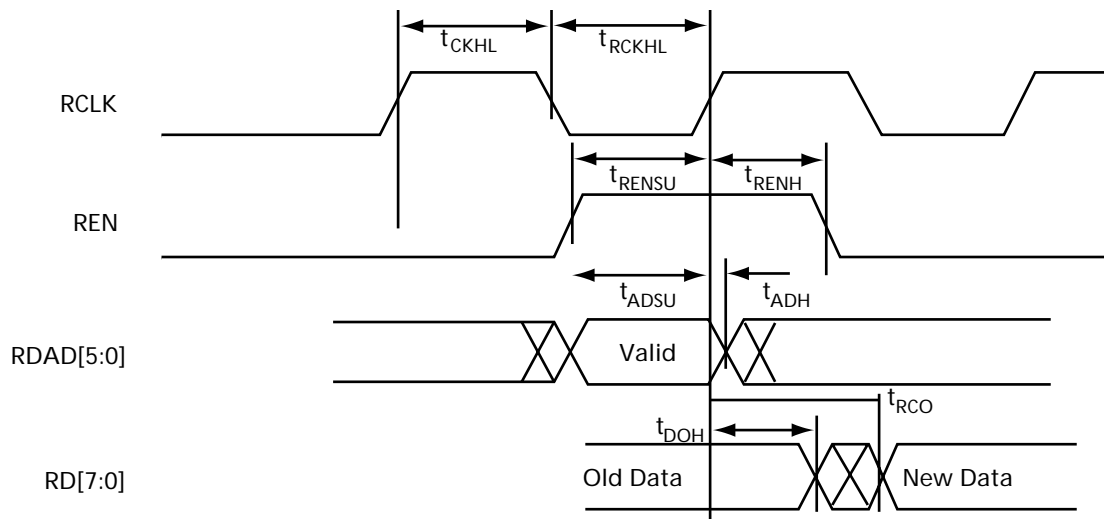 tCKHL
tRCKHL
RCLK
tRENSU
tRENH
REN
tADSU
tADH
RDAD[5:0]
Valid
tRCO
tDOH
RD[7:0]
Old Data
New Data